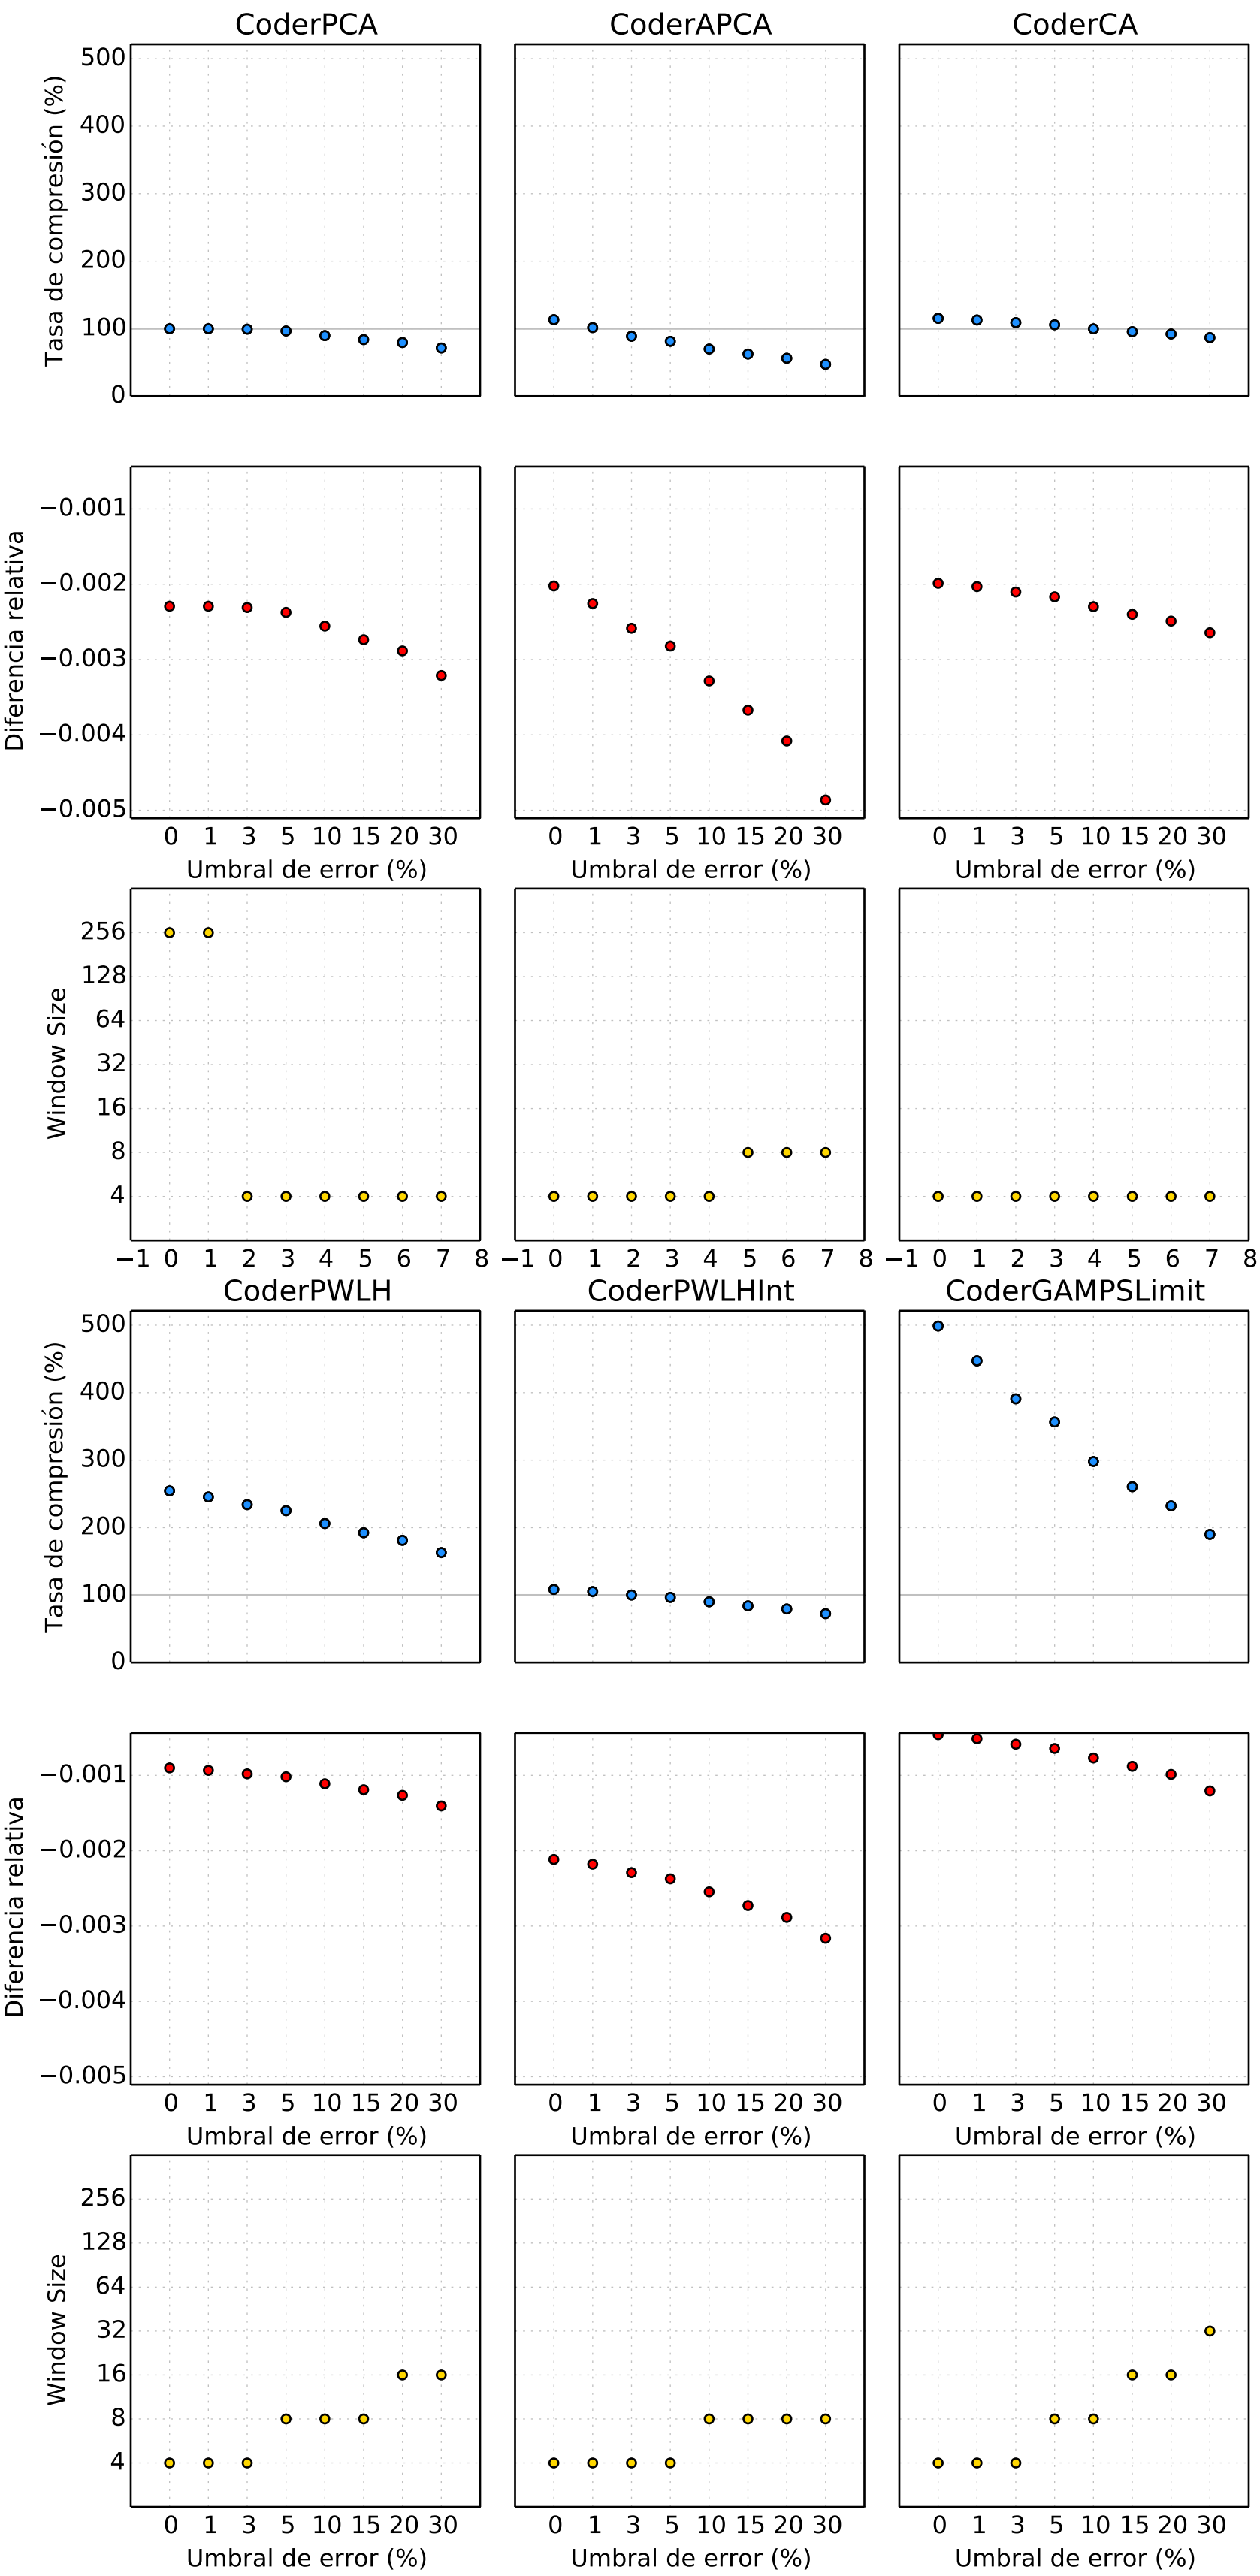 CoderPCA CoderAPCA CoderCA
Tasa de compresión (%)
500
400
300
200
100
0
Diferencia relativa
−0.001
−0.002
−0.003
−0.004
−0.005
0 1 3 5 10 15 20 30 0 1 3 5 10 15 20 30 0 1 3 5 10 15 20 30
Umbral de error (%) Umbral de error (%) Umbral de error (%)
Window Size
256
128
64
32
16
8
4
−1 0 1 2 3 4 5 6 7 8 −1 0 1 2 3 4 5 6 7 8 −1 0 1 2 3 4 5 6 7 8
CoderPWLH CoderPWLHInt CoderGAMPSLimit
Tasa de compresión (%)
500
400
300
200
100
0
Diferencia relativa
−0.001
−0.002
−0.003
−0.004
−0.005
0 1 3 5 10 15 20 30 0 1 3 5 10 15 20 30 0 1 3 5 10 15 20 30
Umbral de error (%) Umbral de error (%) Umbral de error (%)
Window Size
256
128
64
32
16
8
4
0 1 3 5 10 15 20 30 0 1 3 5 10 15 20 30 0 1 3 5 10 15 20 30
Umbral de error (%) Umbral de error (%) Umbral de error (%)